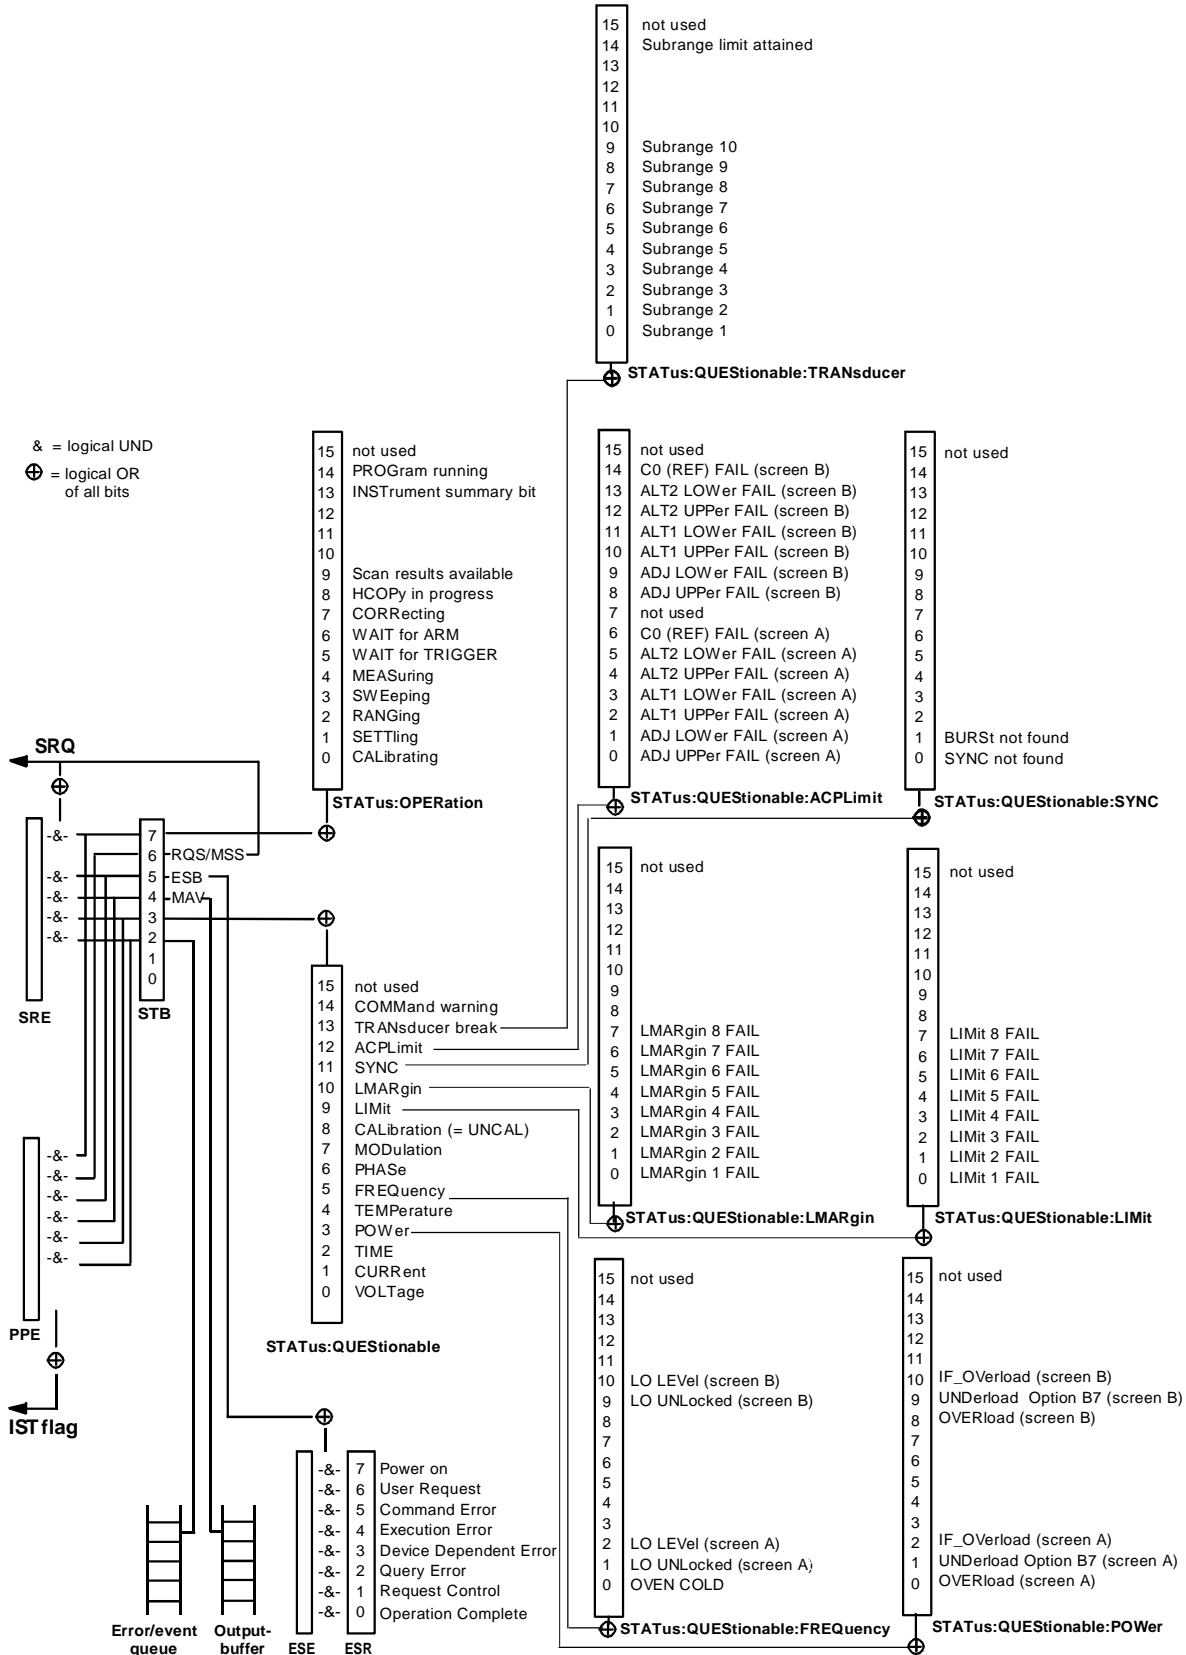 15 not used
14 Subrange limit attained
13
12
11
10
9 Subrange 10
8 Subrange 9
7 Subrange 8
6 Subrange 7
5 Subrange 6
4 Subrange 5
3 Subrange 4
2 Subrange 3
1 Subrange 2
0 Subrange 1
STATus:QUEStionable:TRANsducer
& = logical UND
= logical OR
of all bits
15 not used
14 PROGram running
13 INSTrument summary bit
12
11
10
9 Scan results available
8 HCOPy in progress
7 CORRecting
6 WAIT for ARM
5 WAIT for TRIGGER
4 MEASuring
3 SWEeping
2 RANGing
1 SETTling
0 CALibrating
STATus:OPERation
15 not used
14 C0 (REF) FAIL (screen B)
13 ALT2 LOWer FAIL (screen B)
12 ALT2 UPPer FAIL (screen B)
11 ALT1 LOWer FAIL (screen B)
10 ALT1 UPPer FAIL (screen B)
9 ADJ LOWer FAIL (screen B)
8 ADJ UPPer FAIL (screen B)
7 not used
6 C0 (REF) FAIL (screen A)
5 ALT2 LOWer FAIL (screen A)
4 ALT2 UPPer FAIL (screen A)
3 ALT1 LOWer FAIL (screen A)
2 ALT1 UPPer FAIL (screen A)
1 ADJ LOWer FAIL (screen A)
0 ADJ UPPer FAIL (screen A)
STATus:QUEStionable:ACPLimit
15 not used
14
13
12
11
10
9
8
7
6
5
4
3
2
1 BURSt not found
0 SYNC not found
STATus:QUEStionable:SYNC
SRQ
-&-
-&-
-&-
-&-
-&-
SRE
7
6 RQS/MSS
5 ESB
4 MAV
3
2
1
0
STB
15 not used
14 COMMand warning
13 TRANsducer break
12 ACPLimit
11 SYNC
10 LMARgin
9 LIMit
8 CALibration (= UNCAL)
7 MODulation
6 PHASe
5 FREQuency
4 TEMPerature
3 POWer
2 TIME
1 CURRent
0 VOLTage
STATus:QUEStionable
15 not used
14
13
12
11
10
9
8
7 LMARgin 8 FAIL
6 LMARgin 7 FAIL
5 LMARgin 6 FAIL
4 LMARgin 5 FAIL
3 LMARgin 4 FAIL
2 LMARgin 3 FAIL
1 LMARgin 2 FAIL
0 LMARgin 1 FAIL
STATus:QUEStionable:LMARgin
15 not used
14
13
12
11
10
9
8
7 LIMit 8 FAIL
6 LIMit 7 FAIL
5 LIMit 6 FAIL
4 LIMit 5 FAIL
3 LIMit 4 FAIL
2 LIMit 3 FAIL
1 LIMit 2 FAIL
0 LIMit 1 FAIL
STATus:QUEStionable:LIMit
-&-
-&-
-&-
-&-
-&-
-&-
PPE
IST flag
15 not used
14
13
12
11
10 LO LEVel (screen B)
9 LO UNLocked (screen B)
8
7
6
5
4
3
2 LO LEVel (screen A)
1 LO UNLocked (screen A)
0 OVEN COLD
STATus:QUEStionable:FREQuency
15 not used
14
13
12
11
10 IF_OVerload (screen B)
9 UNDerload Option B7 (screen B)
8 OVERload (screen B)
7
6
5
4
3
2 IF_OVerload (screen A)
1 UNDerload Option B7 (screen A)
0 OVERload (screen A)
STATus:QUEStionable:POWer
-&- 7 Power on
-&- 6 User Request
-&- 5 Command Error
-&- 4 Execution Error
-&- 3 Device Dependent Error
-&- 2 Query Error
-&- 1 Request Control
-&- 0 Operation Complete
Error/event
queue
Output-
buffer
ESE
ESR